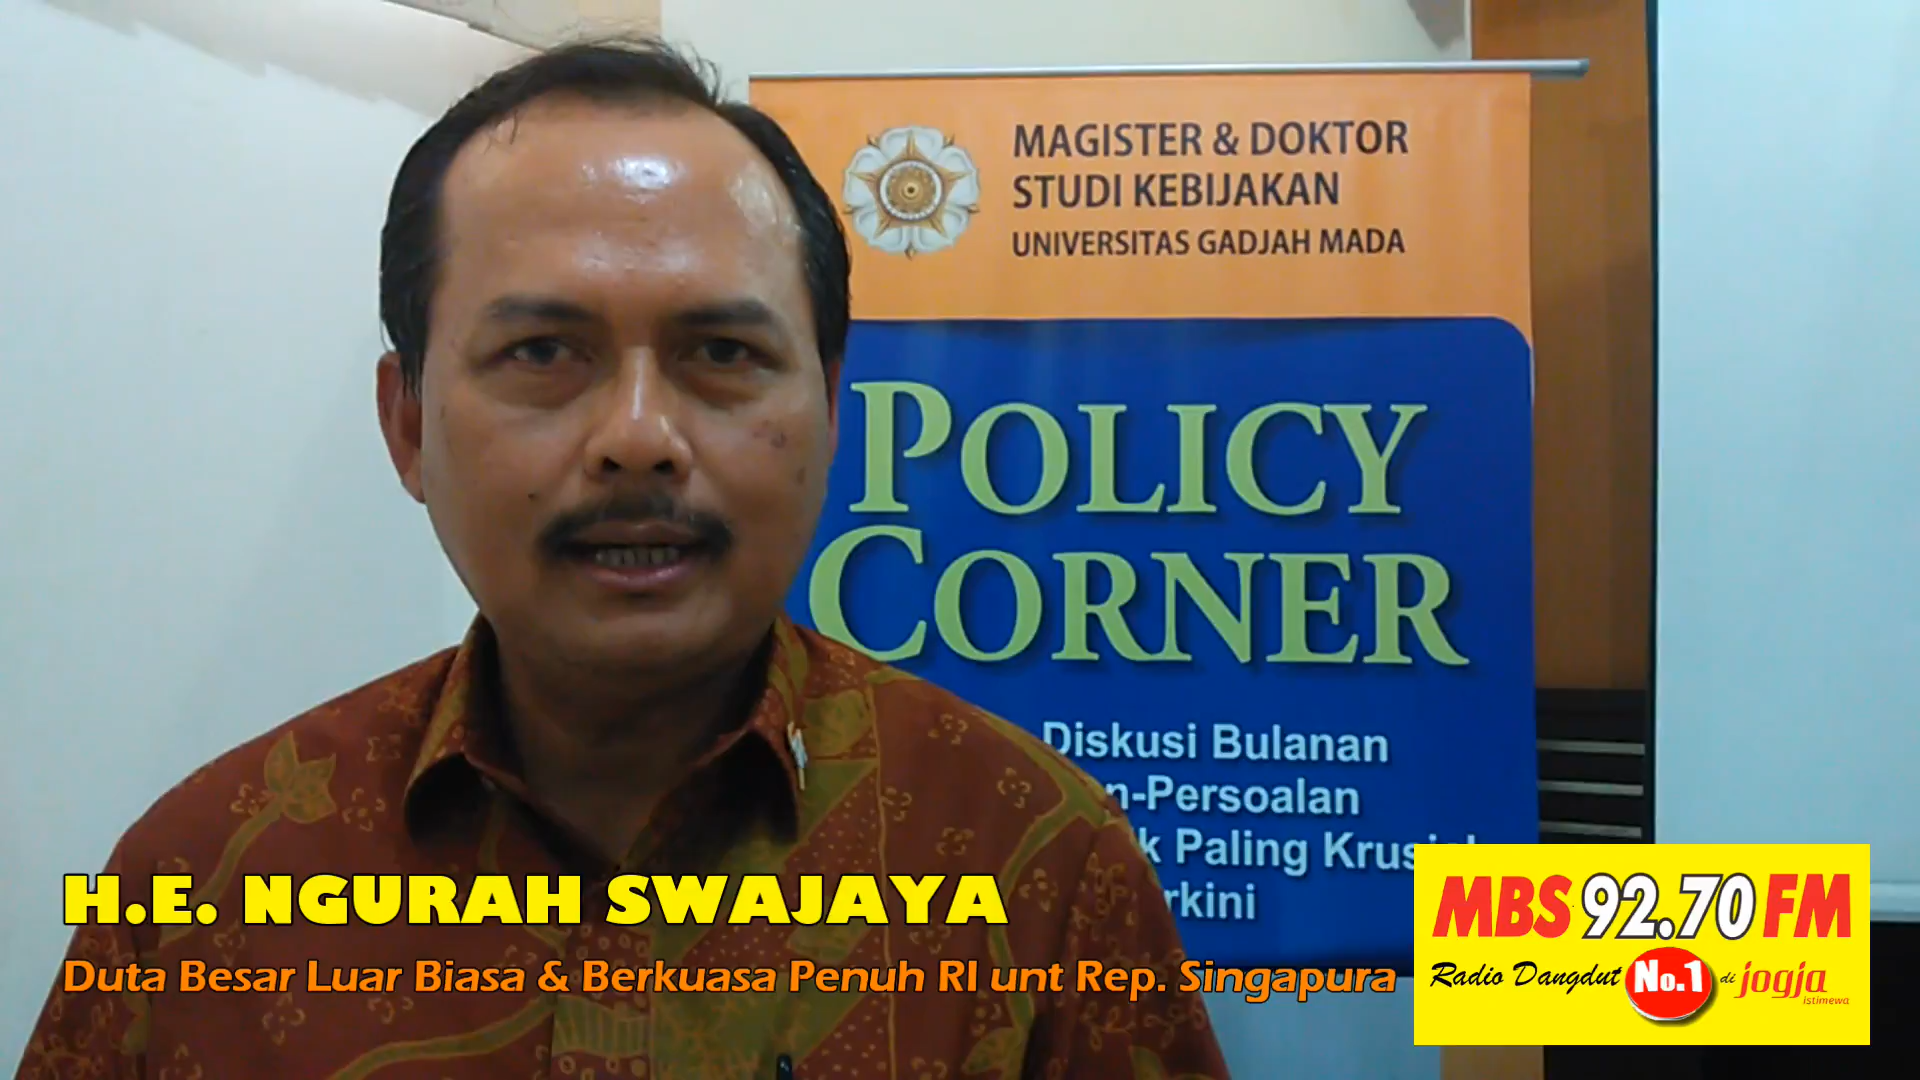 MAGISTER & DOKTOR
STUDI KEBIJAKAN
UNIVERSITAS GADJAH MADA
POLICY
CORNER
Diskusi Bulanan
n-Persoalan
k Paling Krusial
rkini
H.E. NGURAH SWAJAYA
Duta Besar Luar Biasa & Berkuasa Penuh RI unt Rep. Singapura
MBS 92.70 FM
Radio Dangdut No.1 di jogja
istimewa